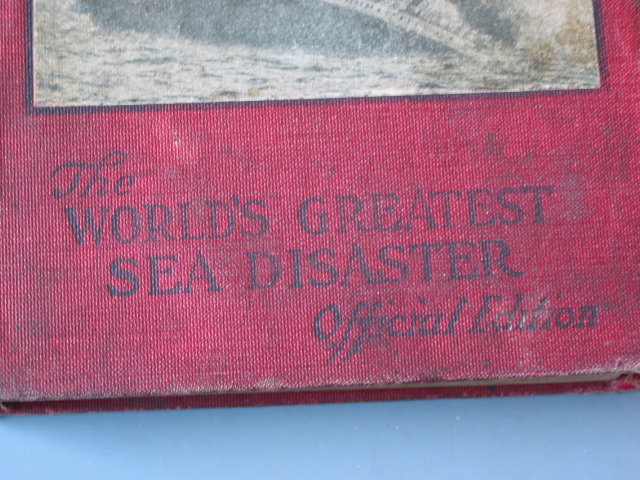 The
WORLD'S GREATEST
SEA DISASTER
Official Edition